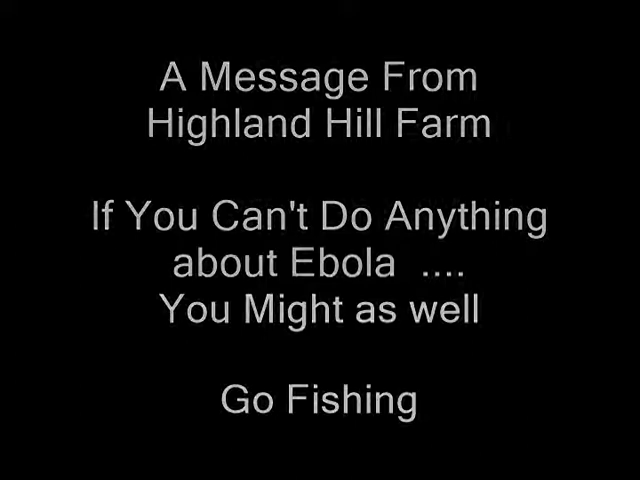 A Message From
Highland Hill Farm
If You Can't Do Anything
about Ebola  ....
You Might as well
Go Fishing